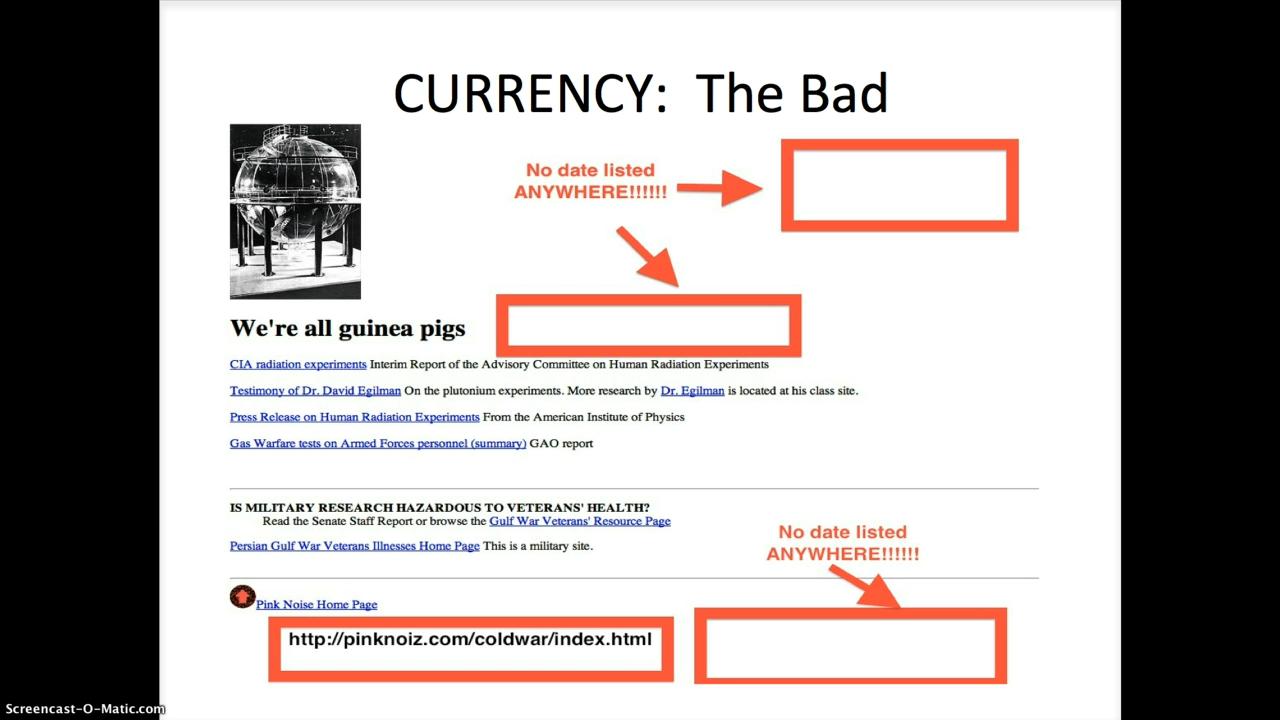 CURRENCY: The Bad
No date listed
ANYWHERE!!!!!!
We're all guinea pigs
CIA radiation experiments Interim Report of the Advisory Committee on Human Radiation Experiments
Testimony of Dr. David Egilman On the plutonium experiments. More research by Dr. Egilman is located at his class site.
Press Release on Human Radiation Experiments From the American Institute of Physics
Gas Warfare tests on Armed Forces personnel (summary) GAO report
IS MILITARY RESEARCH HAZARDOUS TO VETERANS' HEALTH?
Read the Senate Staff Report or browse the Gulf War Veterans' Resource Page
Persian Gulf War Veterans Illnesses Home Page This is a military site.
No date listed
ANYWHERE!!!!!!
Pink Noise Home Page
http://pinknoiz.com/coldwar/index.html
Screencast-O-Matic.com